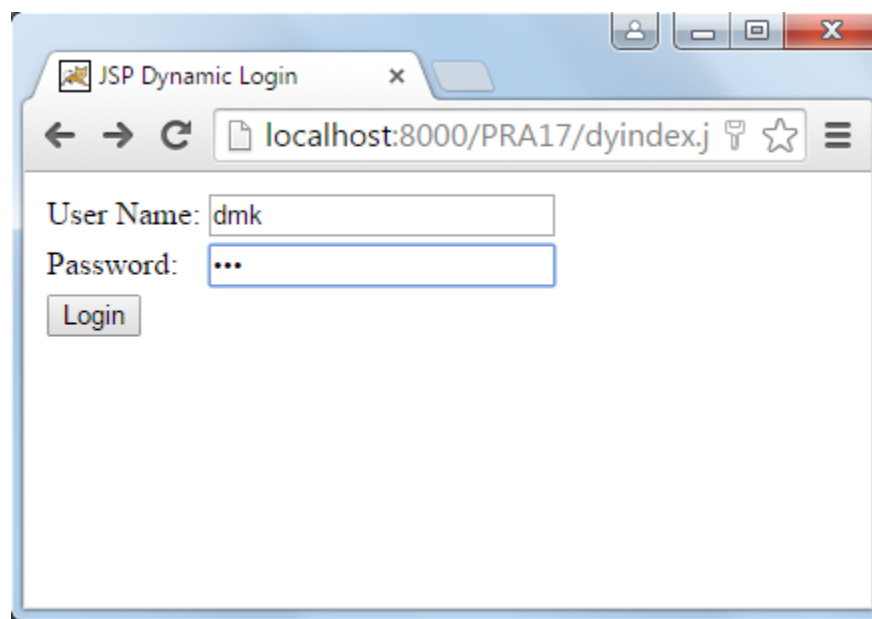 JSP Dynamic Login
localhost:8000/PRA17/dyindex.j
User Name: dmk
Password: •••
Login